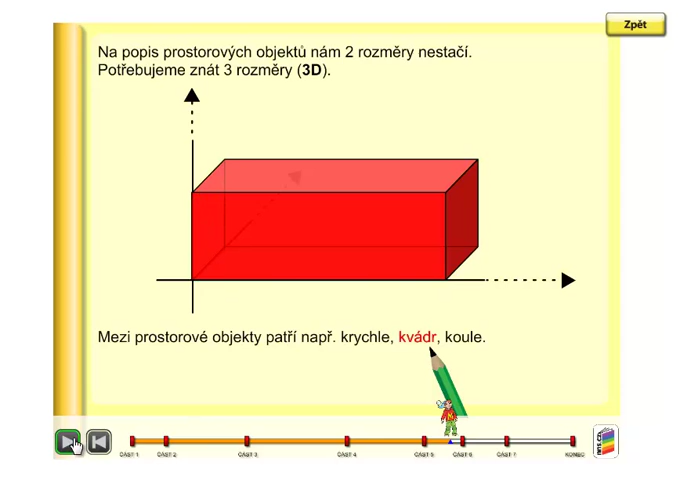 Zpět
Na popis prostorových objektů nám 2 rozměry nestačí.
Potřebujeme znát 3 rozměry (3D).
Mezi prostorové objekty patří např. krychle, kvádr, koule.
ČÁST 1 ČÁST 2 ČÁST 3 ČÁST 4 ČÁST 5 ČÁST 6 ČÁST 7 KONEC